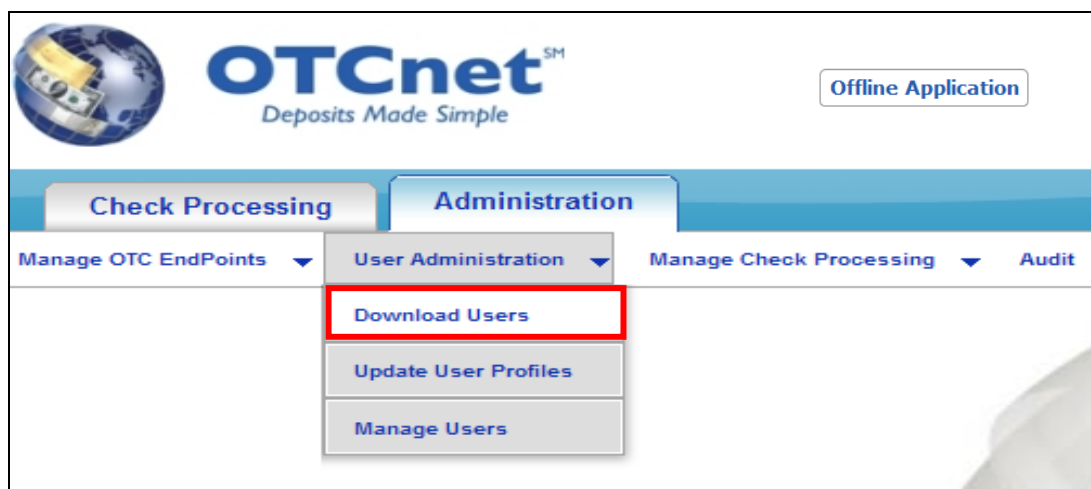 OTCnet SM
Deposits Made Simple
Offline Application
Check Processing
Administration
Manage OTC EndPoints
User Administration
Manage Check Processing
Audit
Download Users
Update User Profiles
Manage Users